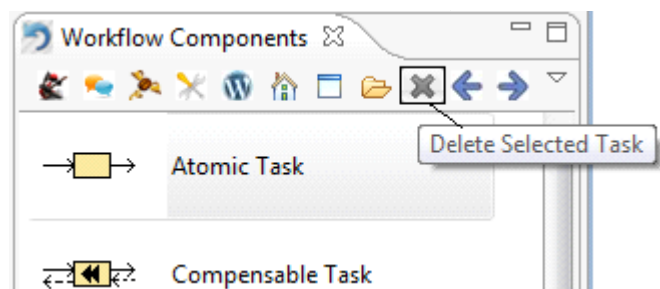 Workflow Components
Delete Selected Task
Atomic Task
Compensable Task